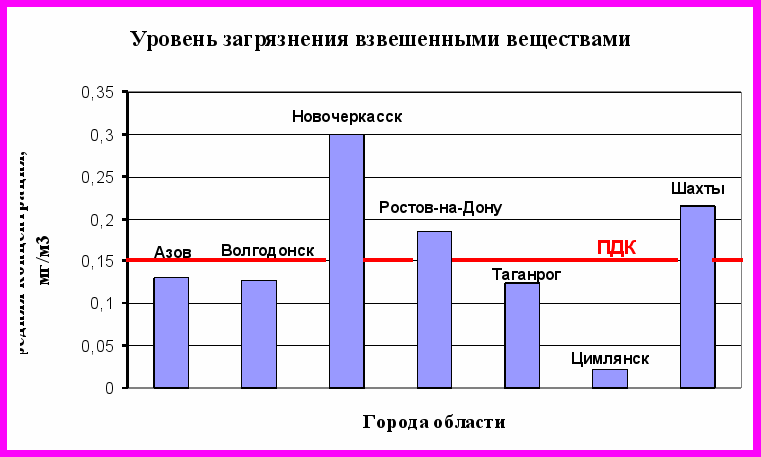 Уровень загрязнения взвешенными веществами
концентрация,
мг/м3
0,35
0,3
0,25
0,2
0,15
0,1
0,05
0
Новочеркасск
Шахты
Ростов-на-Дону
ПДК
Азов
Волгодонск
Таганрог
Цимлянск
Города области